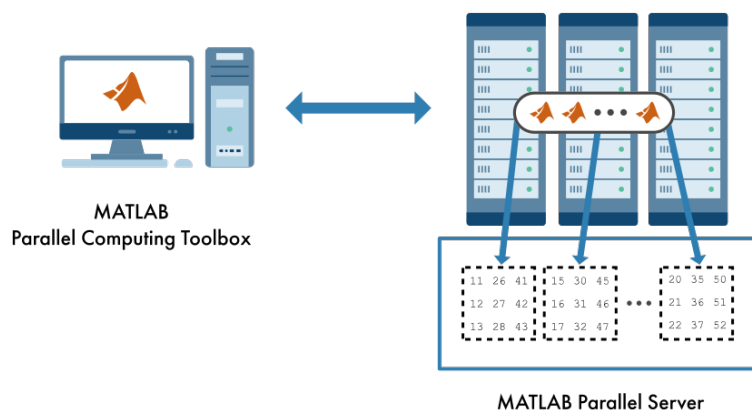 MATLAB
Parallel Computing Toolbox
11 26 41
12 27 42
13 28 43
15 30 45
16 31 46
17 32 47
20 35 50
21 36 51
22 37 52
MATLAB Parallel Server